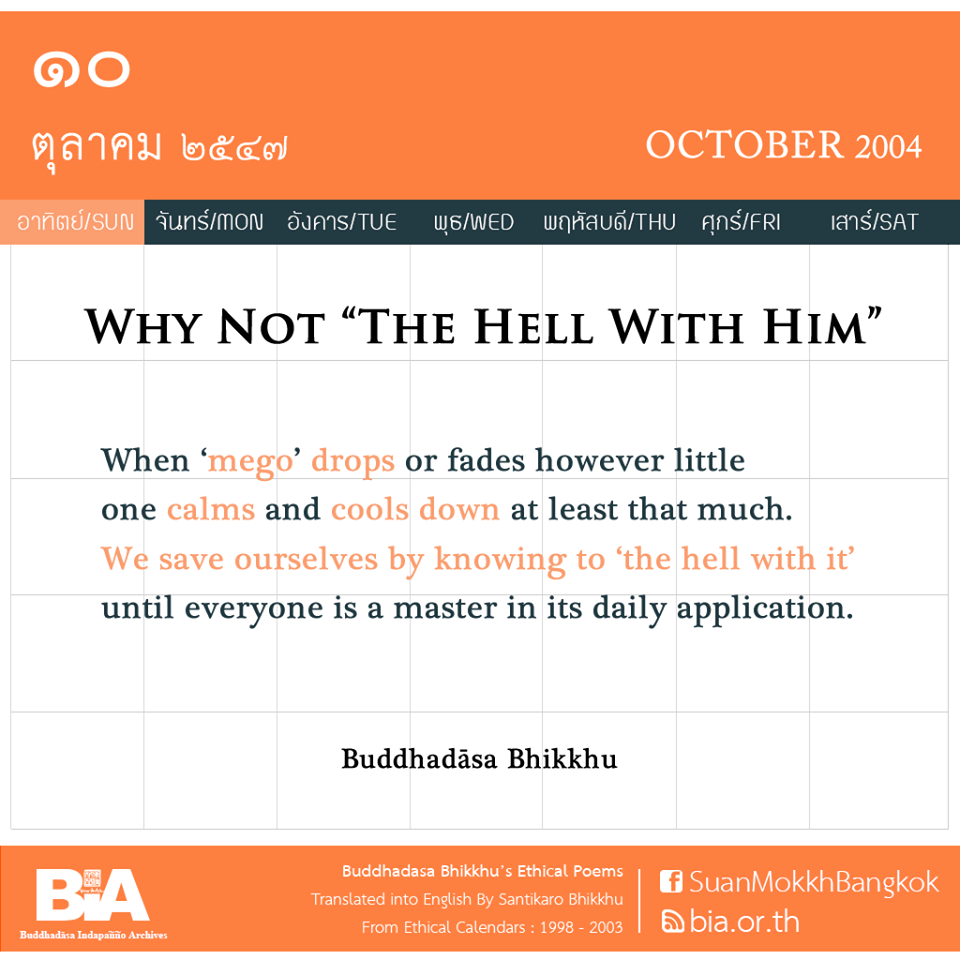 ๑๐
ตุลาคม ๒๕๔๗
OCTOBER 2004
อาทิตย์/SUN จันทร์/MON อังคาร/TUE พุธ/WED พฤหัสบดี/THU ศุกร์/FRI เสาร์/SAT
WHY NOT “THE HELL WITH HIM”
When ‘mego’ drops or fades however little
one calms and cools down at least that much.
We save ourselves by knowing to ‘the hell with it’
until everyone is a master in its daily application.
Buddhadāsa Bhikkhu
BIA
Buddhadāsa Indapañño Archives
Buddhadasa Bhikkhu's Ethical Poems
Translated into English By Santikaro Bhikkhu
From Ethical Calendars : 1998 - 2003
SuanMokkhBangkok
bia.or.th